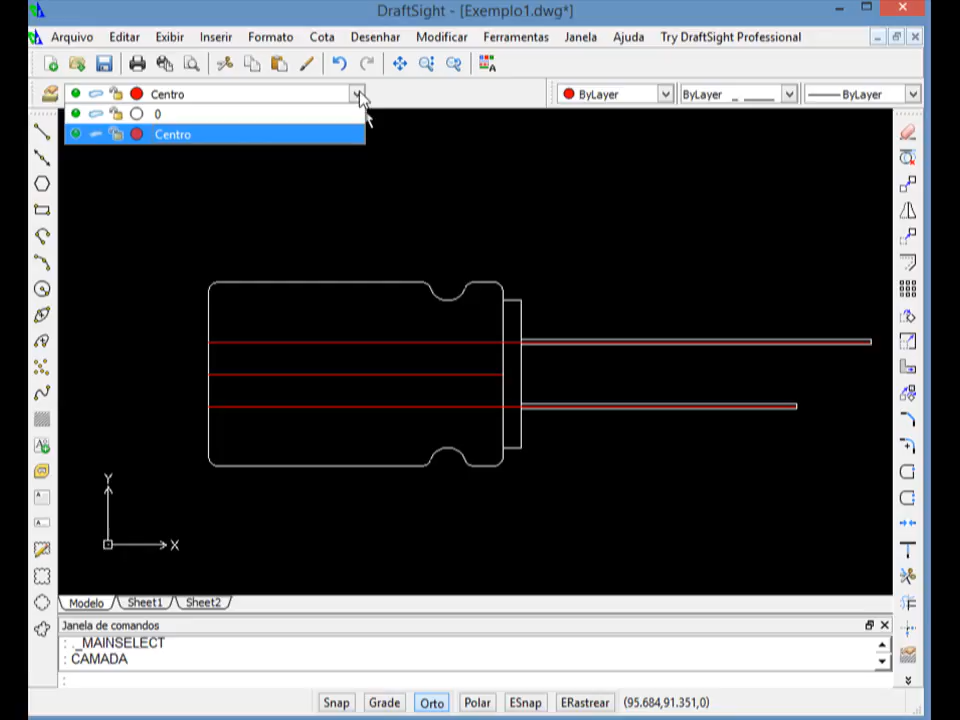 DraftSight - [Exemplo1.dwg*]
Arquivo Editar Exibir Inserir Formato Cota Desenhar Modificar Ferramentas Janela Ajuda Try DraftSight Professional
Centro ByLayer ByLayer ByLayer
0
Centro
Y
X
Modelo Sheet1 Sheet2
Janela de comandos
: ._MAINSELECT
: CAMADA
:
Snap Grade Orto Polar ESnap ERastrear (95.684,91.351,0)